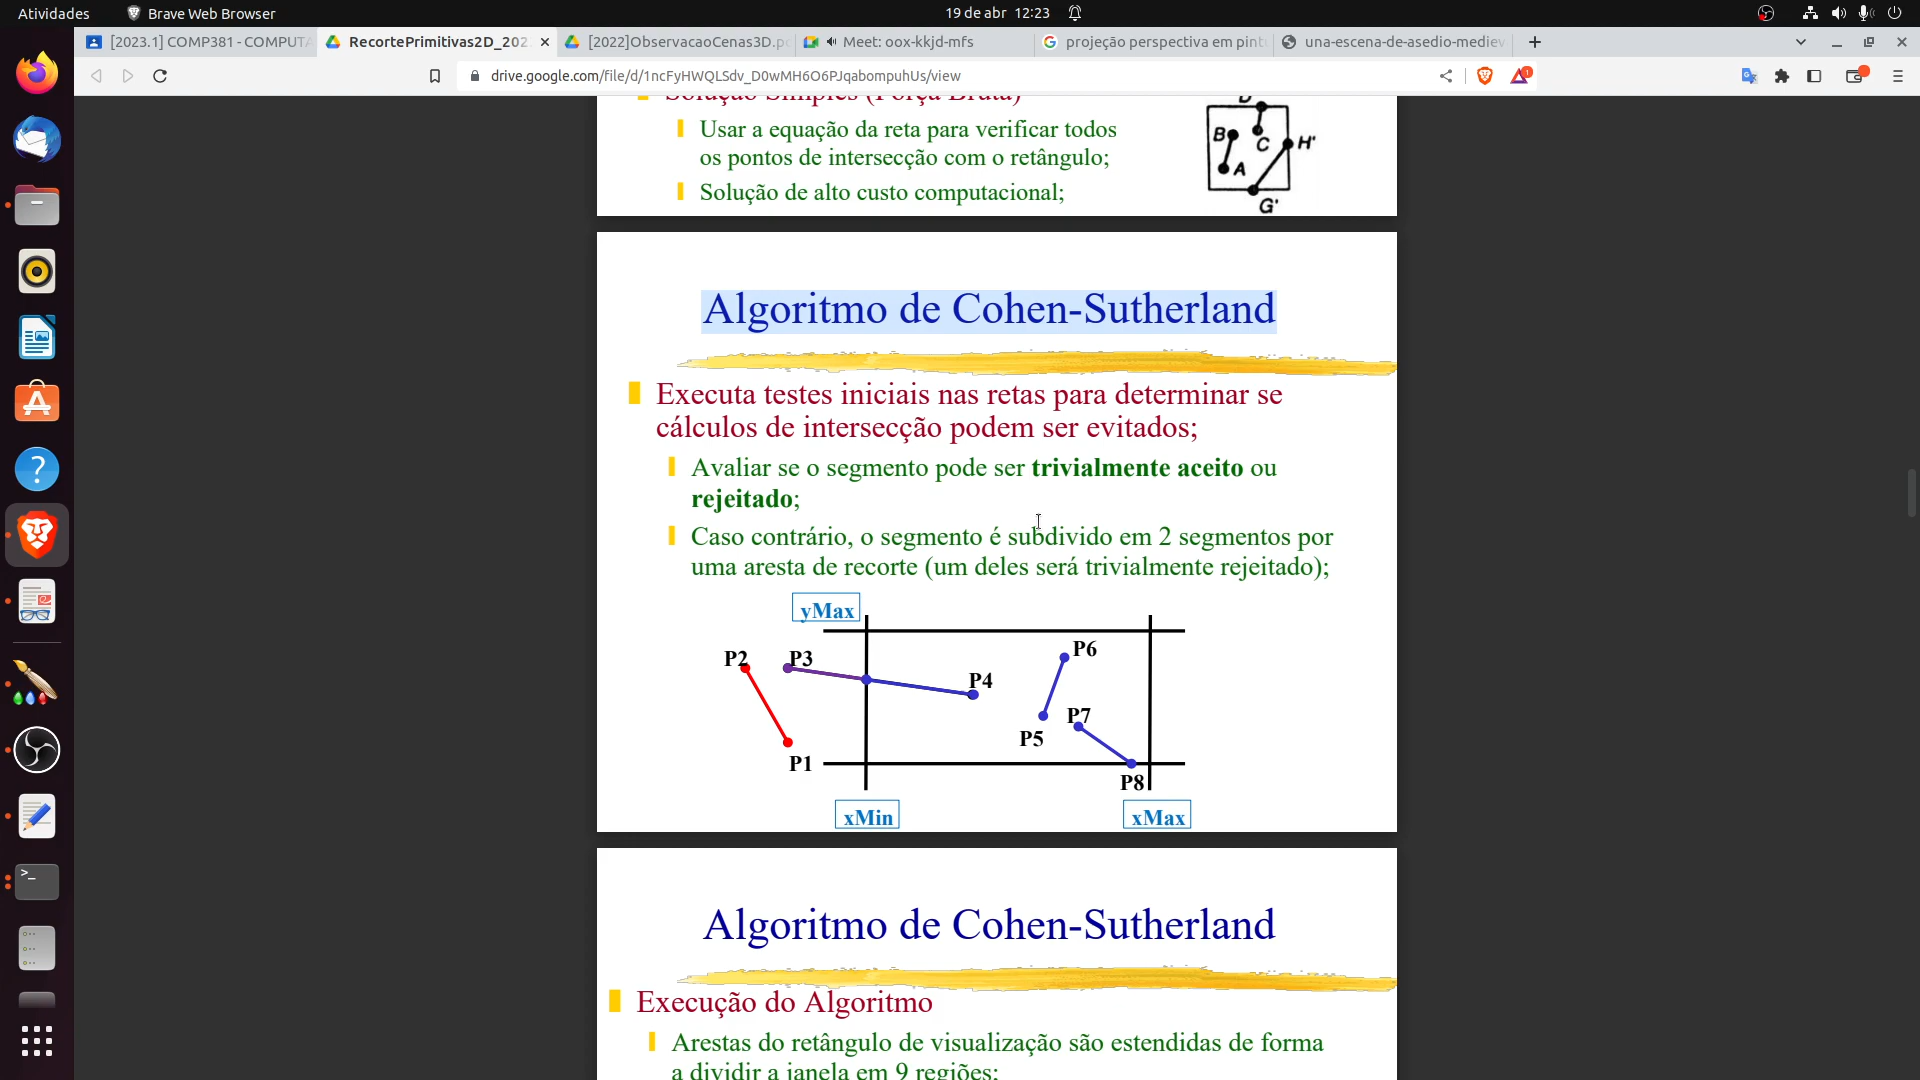 Atividades
Brave Web Browser
19 de abr 12:23
[2023.1] COMP381 - COMPUTA
RecortePrimitivas2D_202
[2022]ObservacaoCenas3D.p
Meet: oox-kkjd-mfs
projeção perspectiva em pint
una-escena-de-asedio-mediev
drive.google.com/file/d/1ncFyHWQLSdv_D0wMH6O6PJqabompuhUs/view
1
Solução Simples (Força Bruta)
Usar a equação da reta para verificar todos
os pontos de intersecção com o retângulo;
Solução de alto custo computacional;
D
B
C
H'
A
G'
Algoritmo de Cohen-Sutherland
Executa testes iniciais nas retas para determinar se
cálculos de intersecção podem ser evitados;
Avaliar se o segmento pode ser trivialmente aceito ou
rejeitado;
Caso contrário, o segmento é subdivido em 2 segmentos por
uma aresta de recorte (um deles será trivialmente rejeitado);
yMax
P2
P3
P6
P4
P7
P5
P1
P8
xMin
xMax
Algoritmo de Cohen-Sutherland
Execução do Algoritmo
Arestas do retângulo de visualização são estendidas de forma
a dividir a janela em 9 regiões;